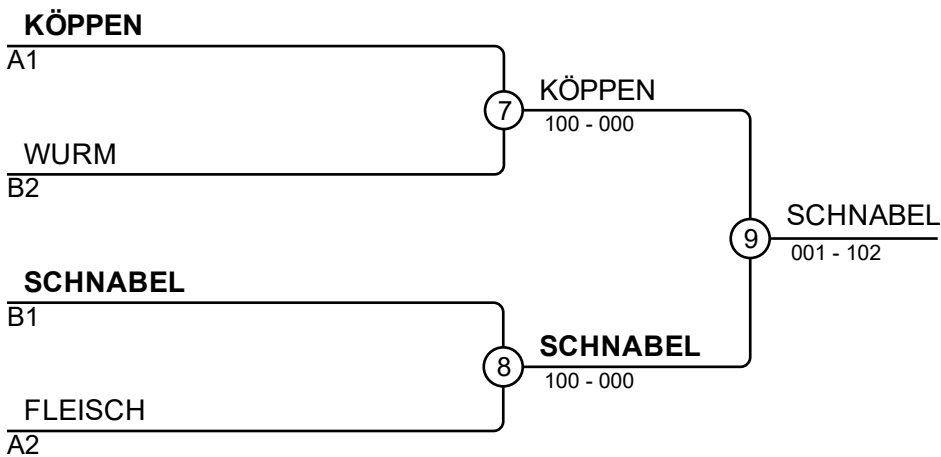 KÖPPEN
A1
7
KÖPPEN
100 - 000
WURM
B2
9
SCHNABEL
001 - 102
SCHNABEL
B1
8
SCHNABEL
100 - 000
FLEISCH
A2